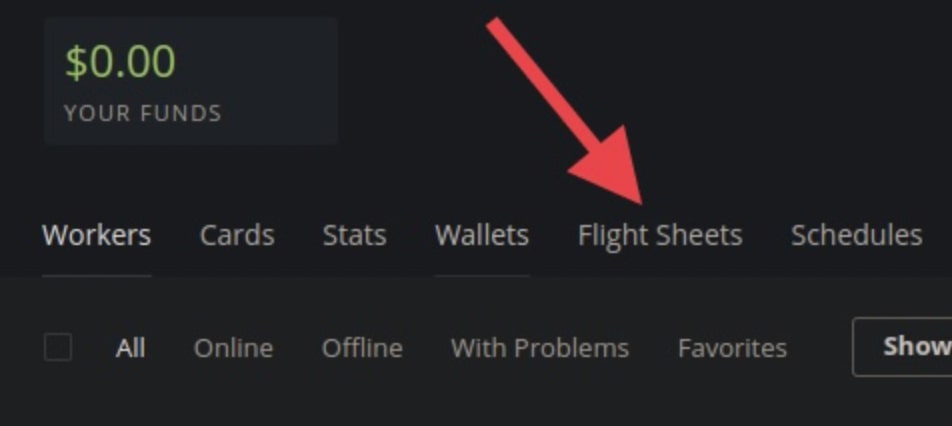 $0.00
YOUR FUNDS
Workers Cards Stats Wallets Flight Sheets Schedules
All Online Offline With Problems Favorites Show